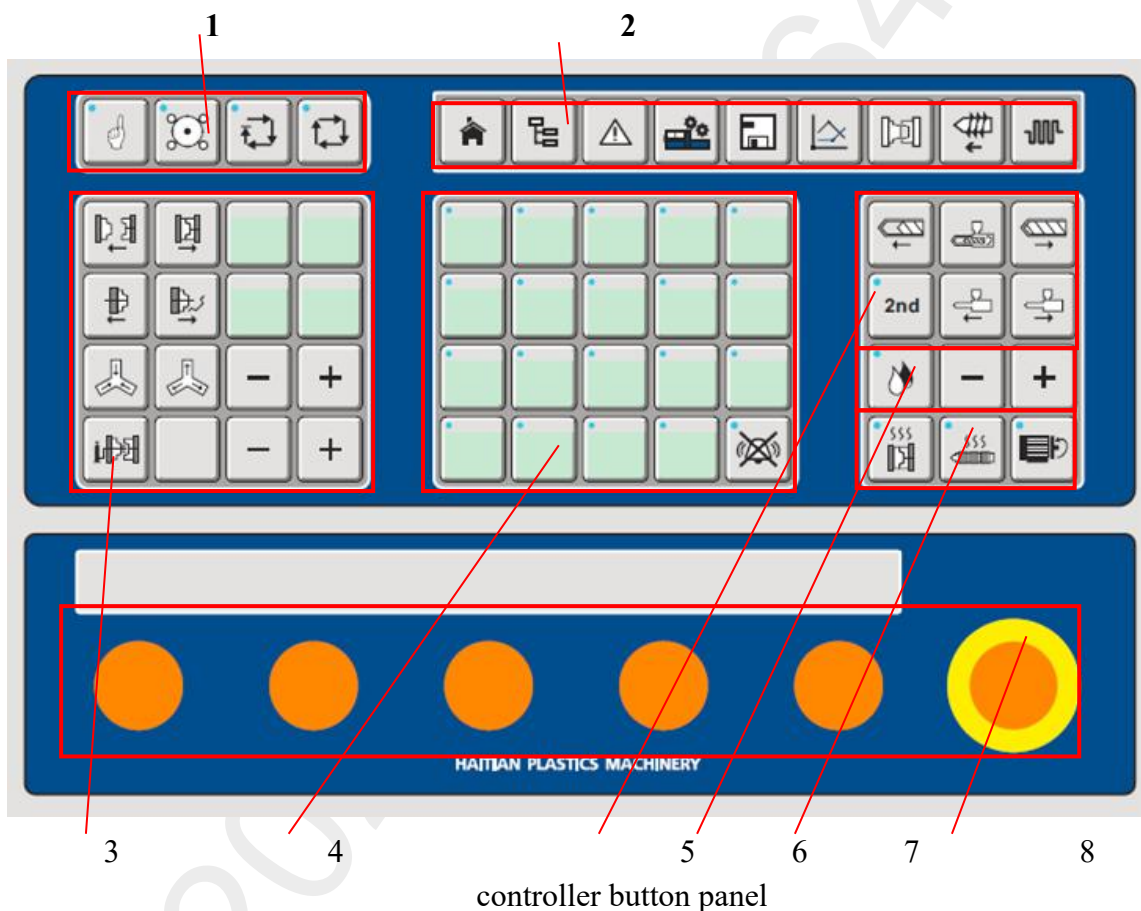 1 2
2nd
− +
− +
− +
HAITIAN PLASTICS MACHINERY
3 4 5 6 7 8
controller button panel